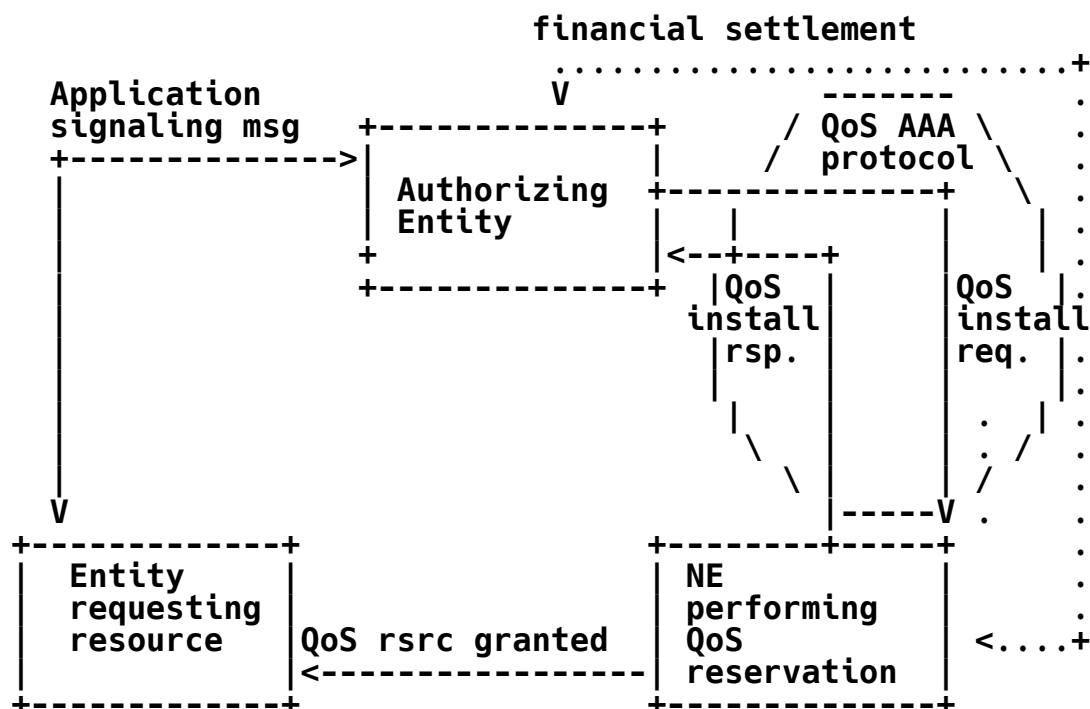 financial settlement
Application
signaling msg
QoS AAA
protocol
Authorizing
Entity
QoS
install
rsp.
QoS
install
req.
Entity
requesting
resource
QoS rsrc granted
NE
performing
QoS
reservation